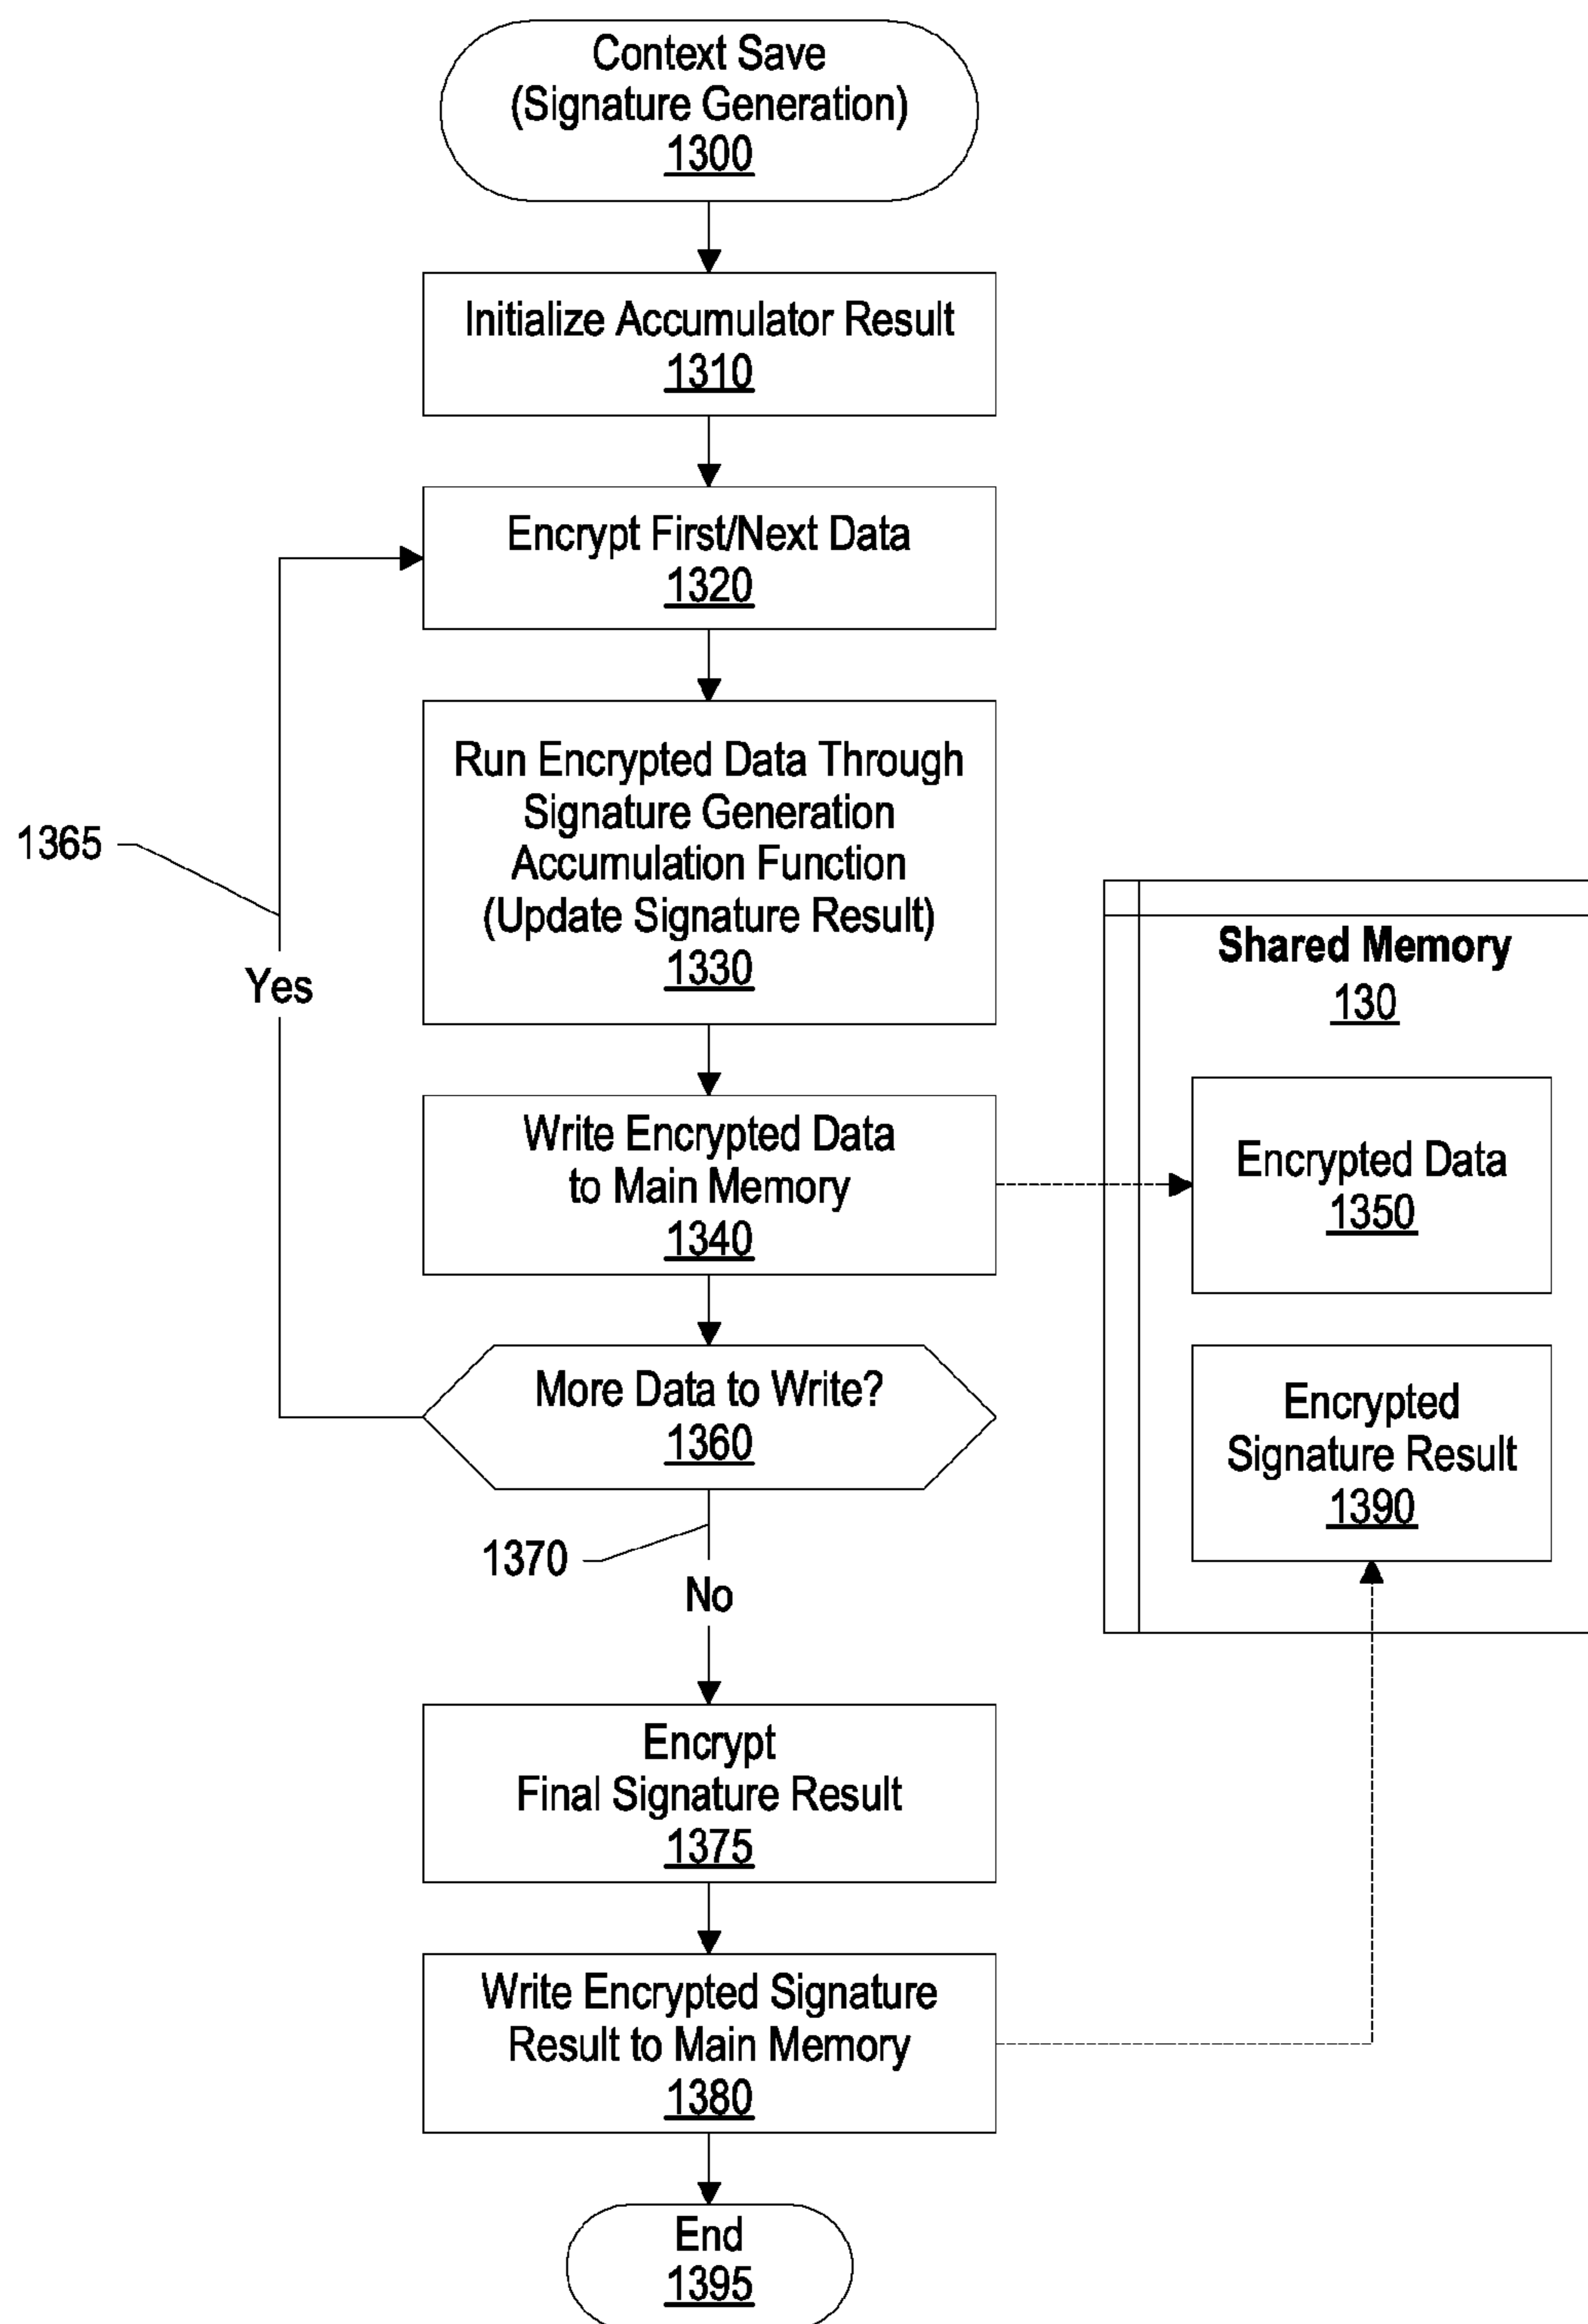 Context Save
(Signature Generation)
1300
Initialize Accumulator Result
1310
Encrypt First/Next Data
1320
Run Encrypted Data Through
Signature Generation
Accumulation Function
(Update Signature Result)
1330
1365
Yes
Shared Memory
130
Write Encrypted Data
to Main Memory
1340
Encrypted Data
1350
More Data to Write?
1360
Encrypted
Signature Result
1390
1370
No
Encrypt
Final Signature Result
1375
Write Encrypted Signature
Result to Main Memory
1380
End
1395